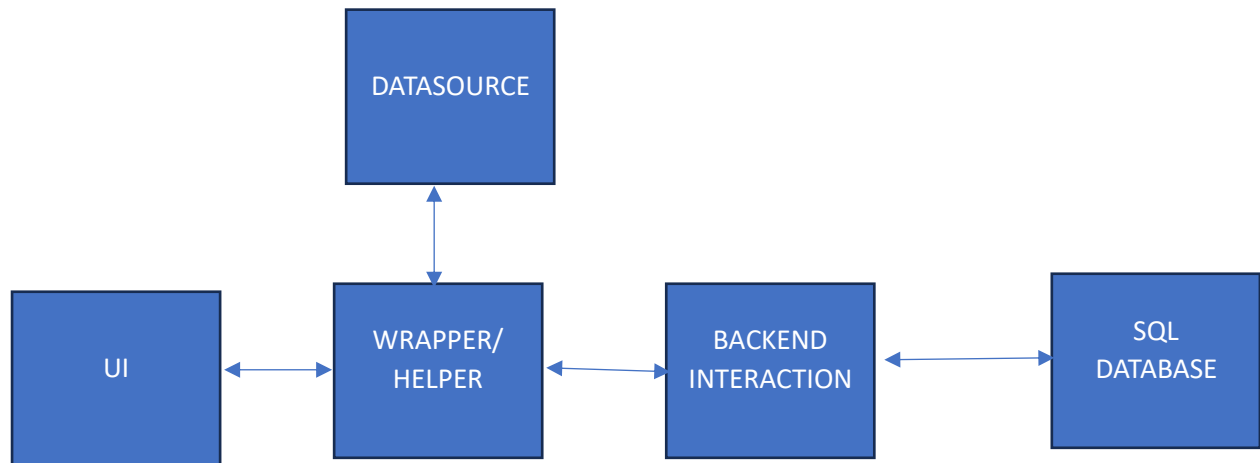 DATASOURCE
UI
WRAPPER/
HELPER
BACKEND
INTERACTION
SQL
DATABASE